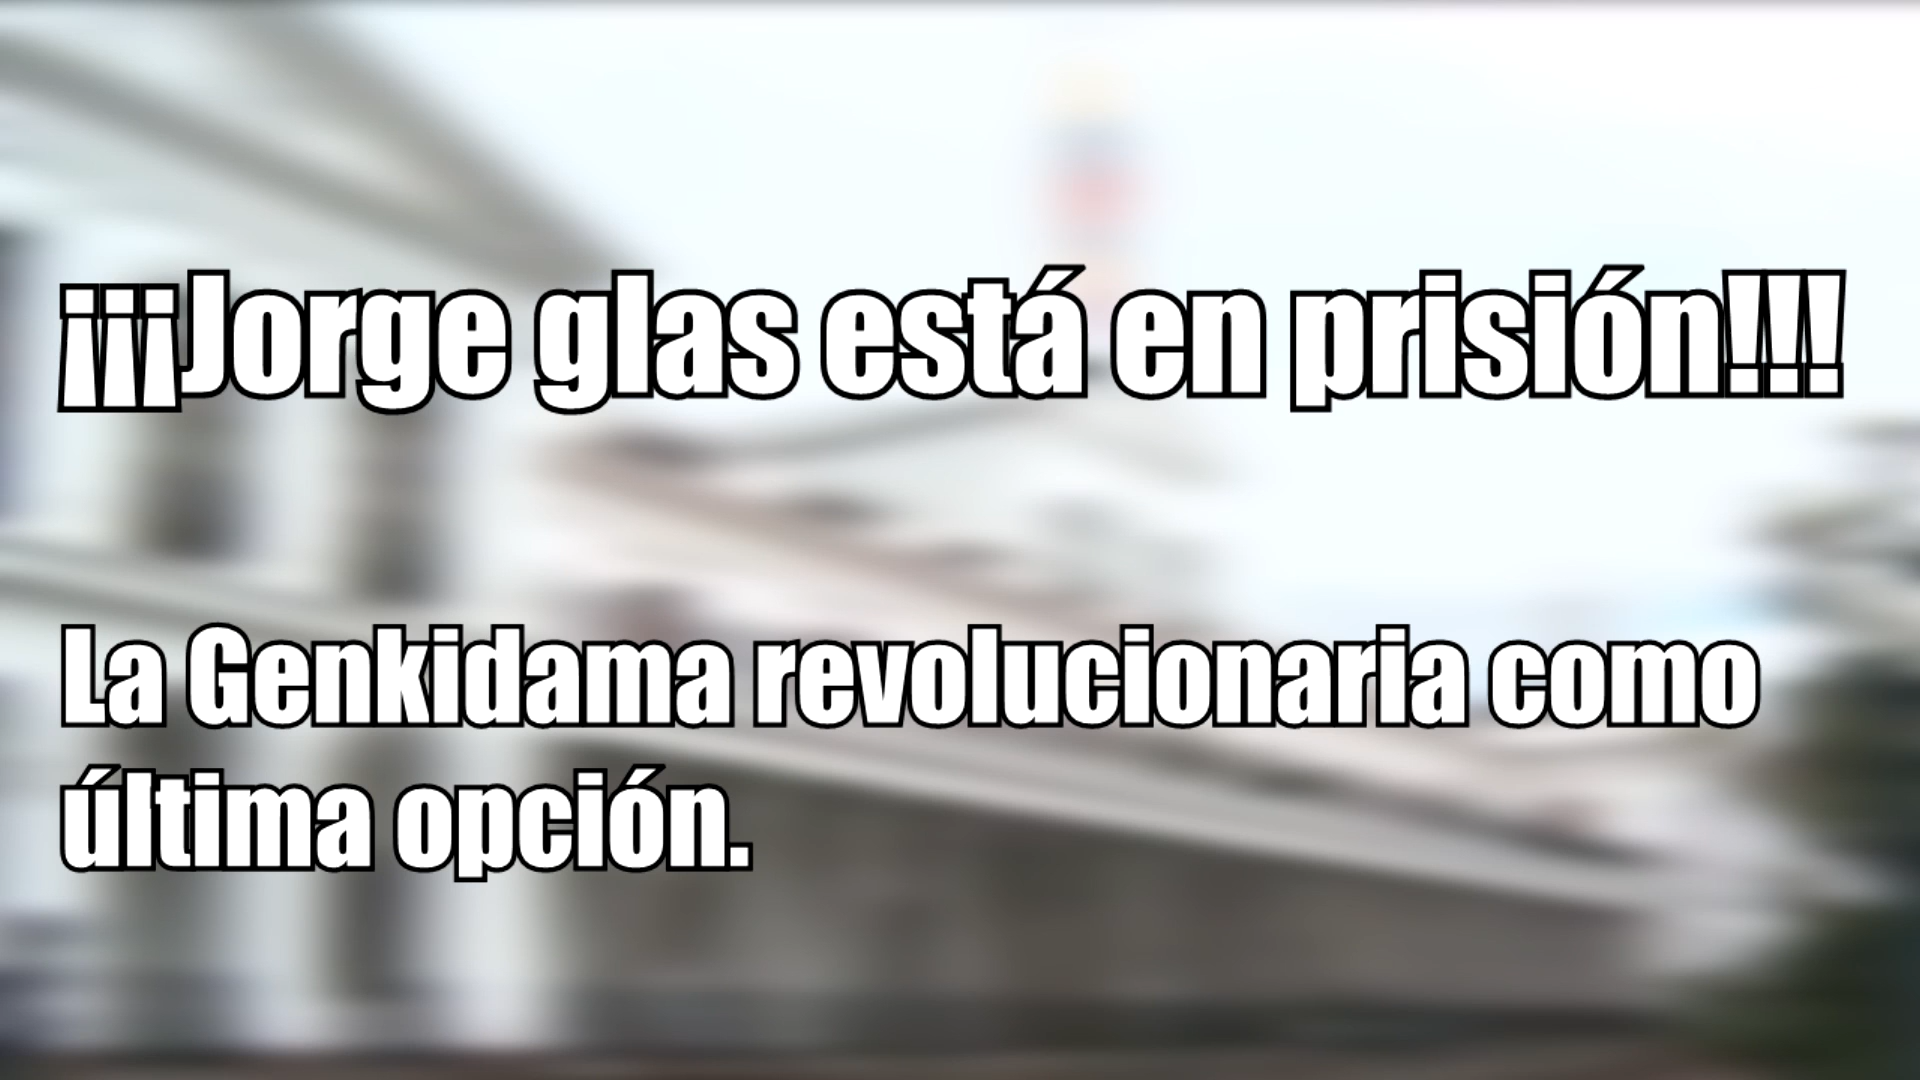 ¡¡¡Jorge glas está en prisión!!!
La Genkidama revolucionaria como
última opción.